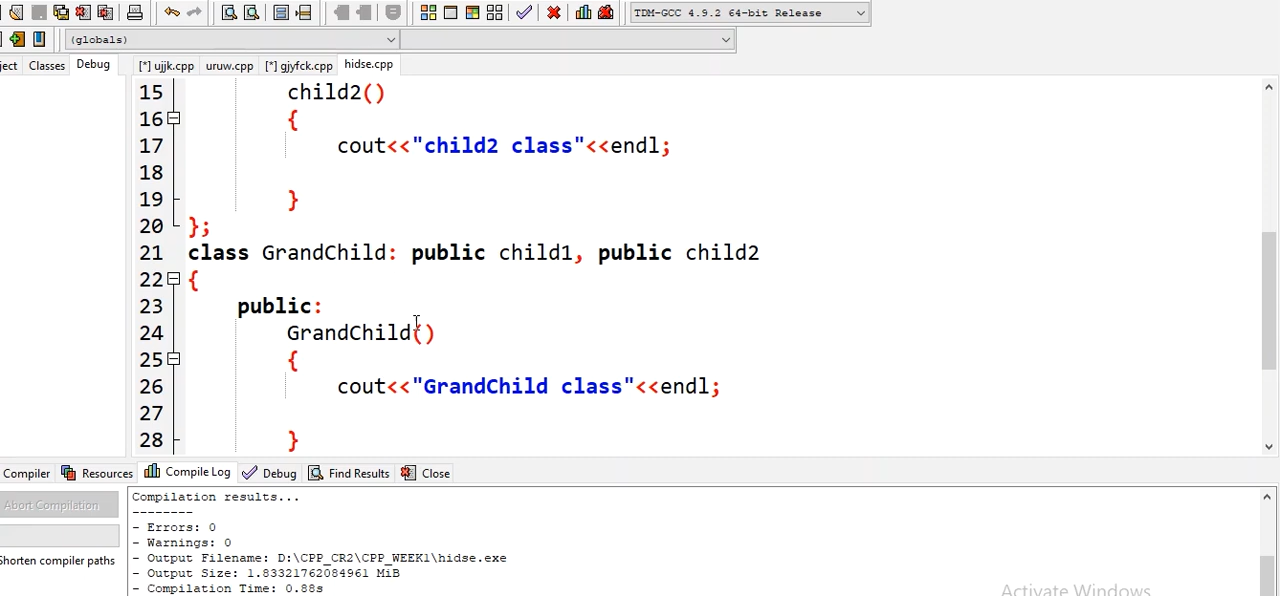 TDM-GCC 4.9.2 64-bit Release
(globals)
ject Classes Debug [*] ujjk.cpp uruw.cpp [*] gjyfck.cpp hidse.cpp
15 child2()
16 {
17 cout<<"child2 class"<<endl;
18
19 }
20 };
21 class GrandChild: public child1, public child2
22 {
23 public:
24 GrandChild()
25 {
26 cout<<"GrandChild class"<<endl;
27
28 }
Compiler Resources Compile Log Debug Find Results Close
Abort Compilation
Shorten compiler paths
Compilation results...
--------
- Errors: 0
- Warnings: 0
- Output Filename: D:\CPP_CR2\CPP_WEEK1\hidse.exe
- Output Size: 1.83321762084961 MiB
- Compilation Time: 0.88s
Activate Windows